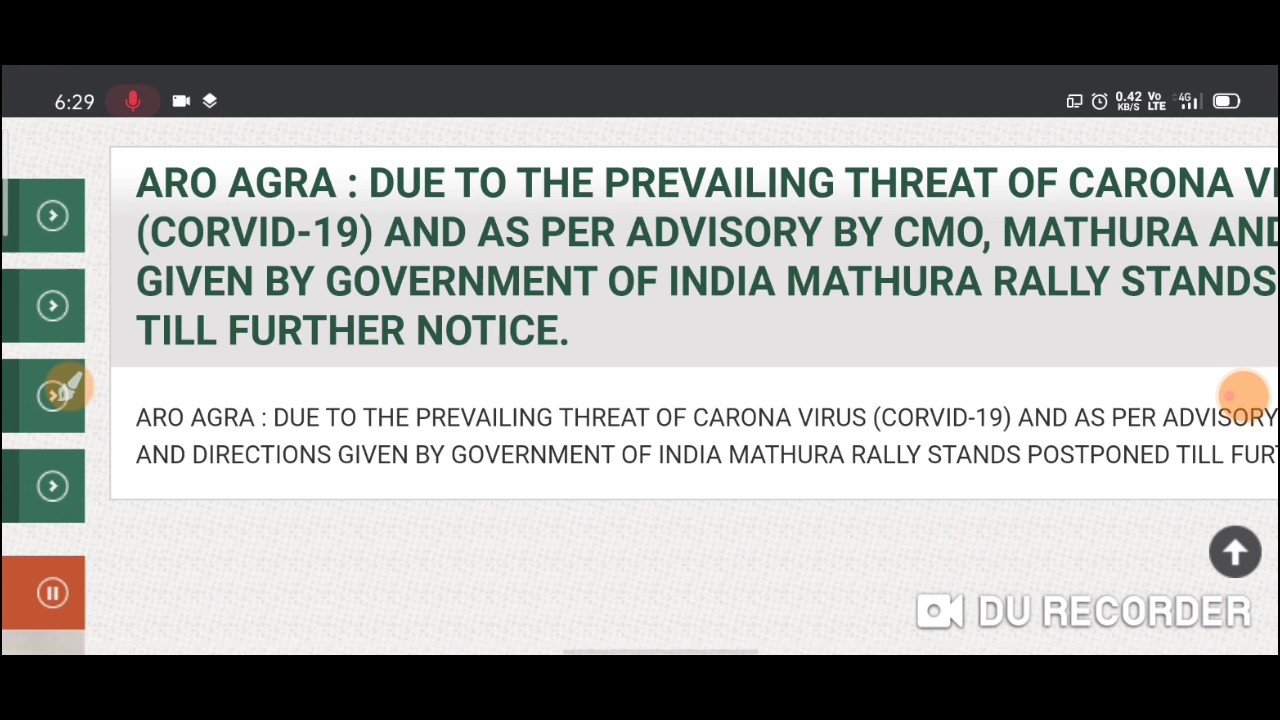 6:29
0.42 KB/S Vo LTE 4G
ARO AGRA : DUE TO THE PREVAILING THREAT OF CARONA VI
(CORVID-19) AND AS PER ADVISORY BY CMO, MATHURA AND
GIVEN BY GOVERNMENT OF INDIA MATHURA RALLY STANDS
TILL FURTHER NOTICE.
ARO AGRA : DUE TO THE PREVAILING THREAT OF CARONA VIRUS (CORVID-19) AND AS PER ADVISORY
AND DIRECTIONS GIVEN BY GOVERNMENT OF INDIA MATHURA RALLY STANDS POSTPONED TILL FUR
DU RECORDER